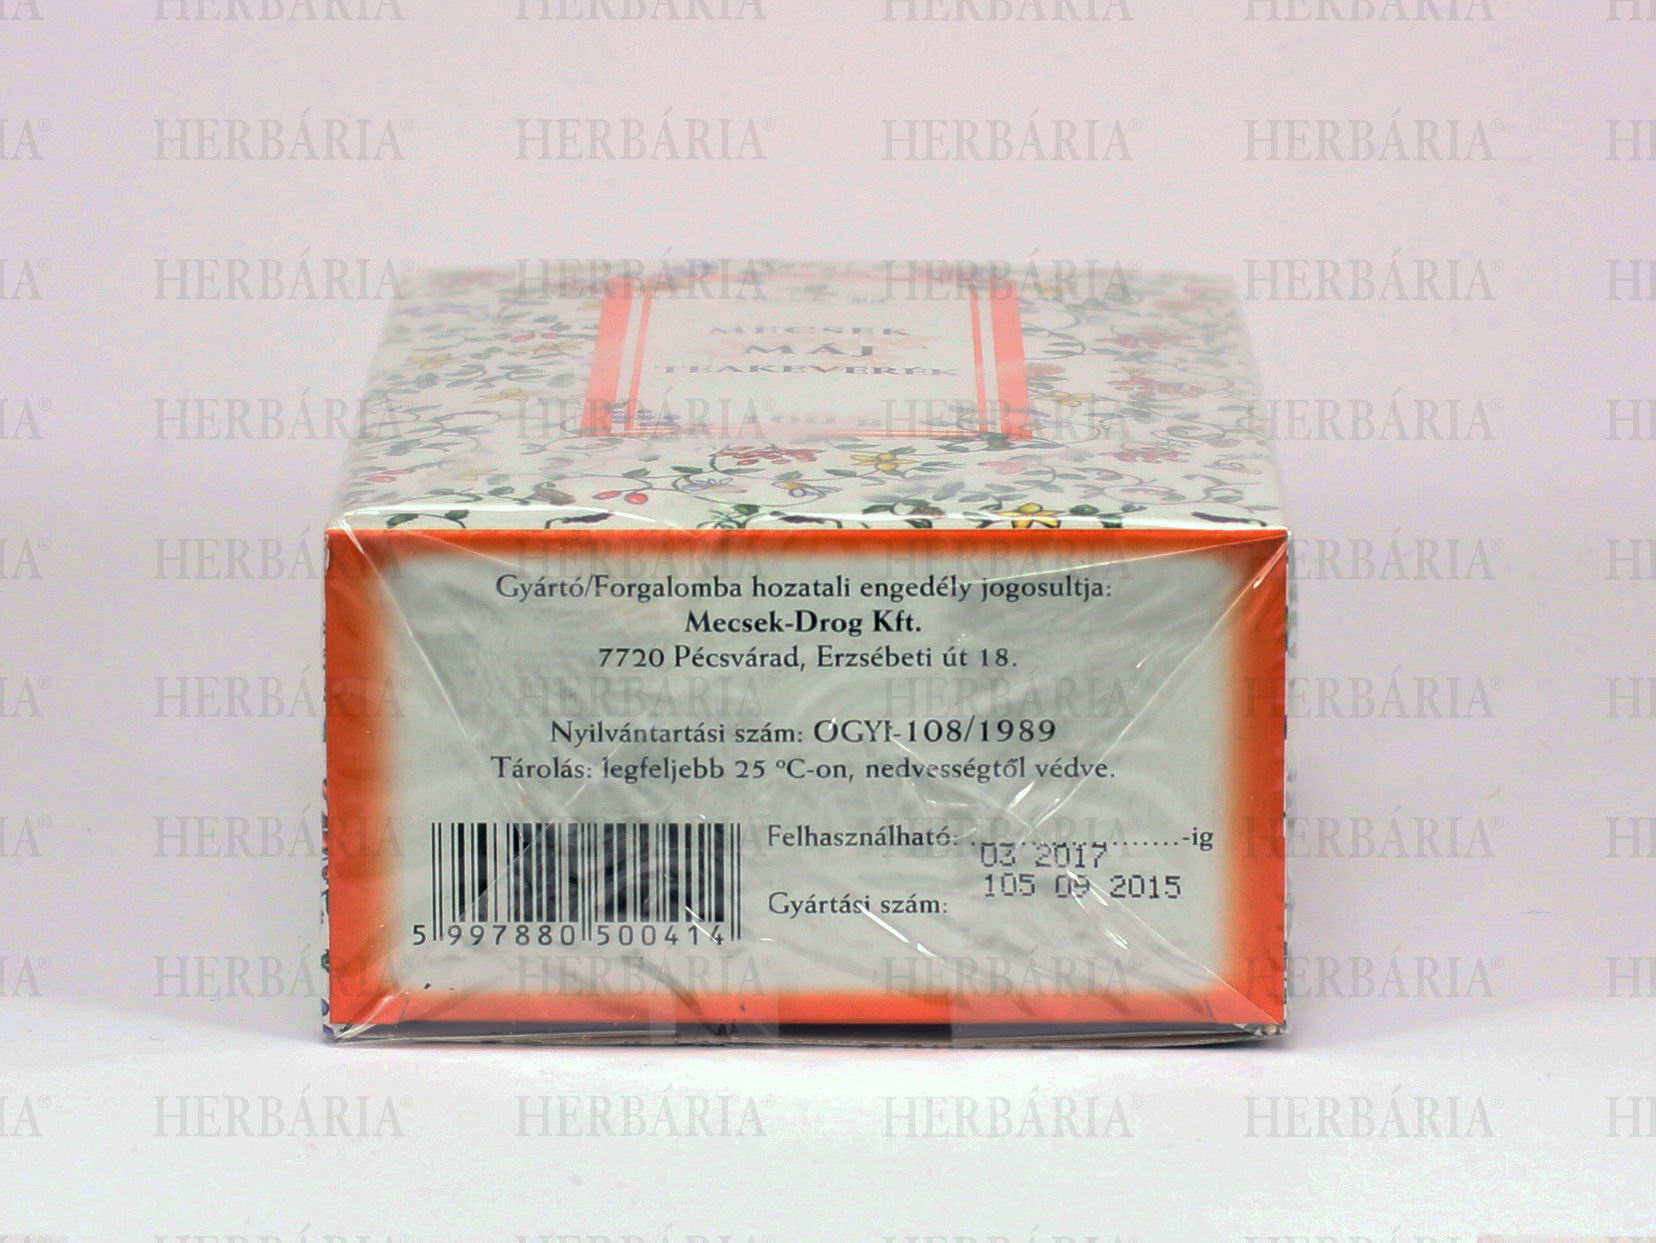 HERBÁRIA®
MECSEK
MÁJ
TEAKEVERÉK
100 g
Gyártó/Forgalomba hozatali engedély jogosultja:
Mecsek-Drog Kft.
7720 Pécsvárad, Erzsébeti út 18.
Nyilvántartási szám: OGYI-108/1989
Tárolás: legfeljebb 25 °C-on, nedvességtől védve.
Felhasználható: ........................-ig
03 2017
105 09 2015
Gyártási szám:
5 997880 500414